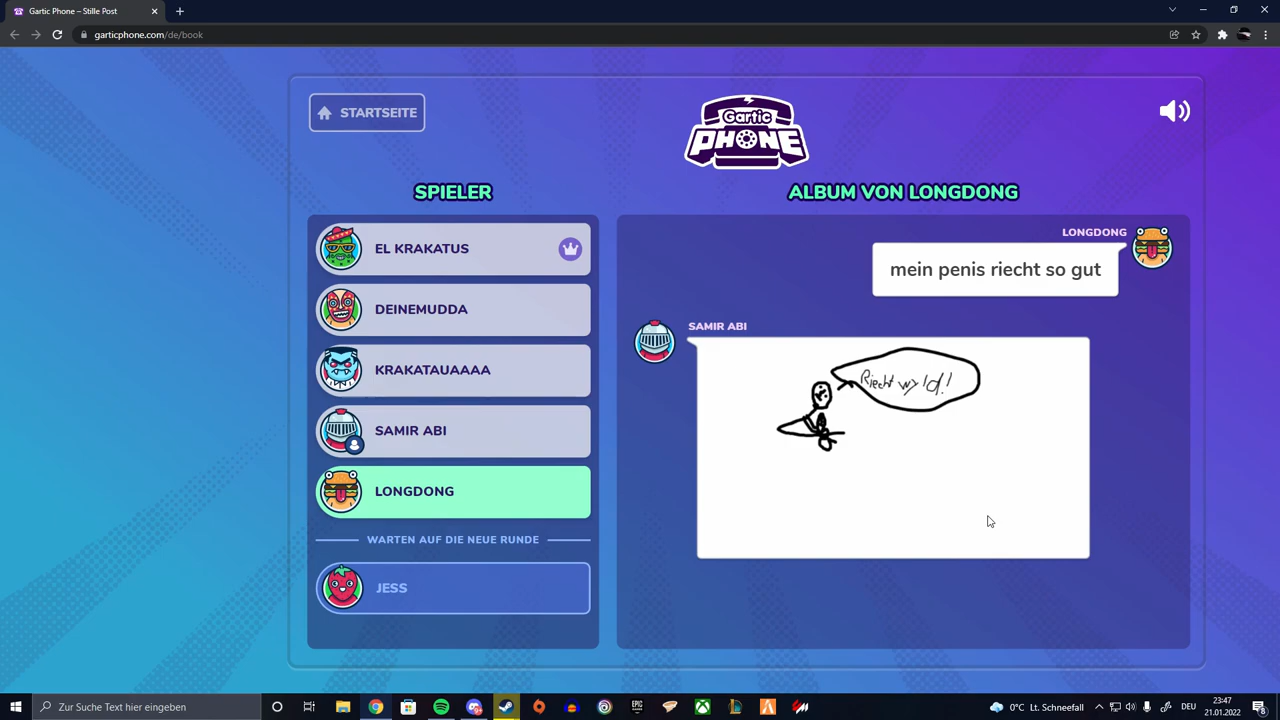 Gartic Phone – Stille Post
garticphone.com/de/book
STARTSEITE
Gartic
PHONE
SPIELER
ALBUM VON LONGDONG
EL KRAKATUS
DEINEMUDDA
KRAKATAUAAAA
SAMIR ABI
LONGDONG
WARTEN AUF DIE NEUE RUNDE
JESS
LONGDONG
mein penis riecht so gut
SAMIR ABI
Riecht wyld!
Zur Suche Text hier eingeben
EPIC
GAMES
0°C Lt. Schneefall
DEU
23:47
21.01.2022